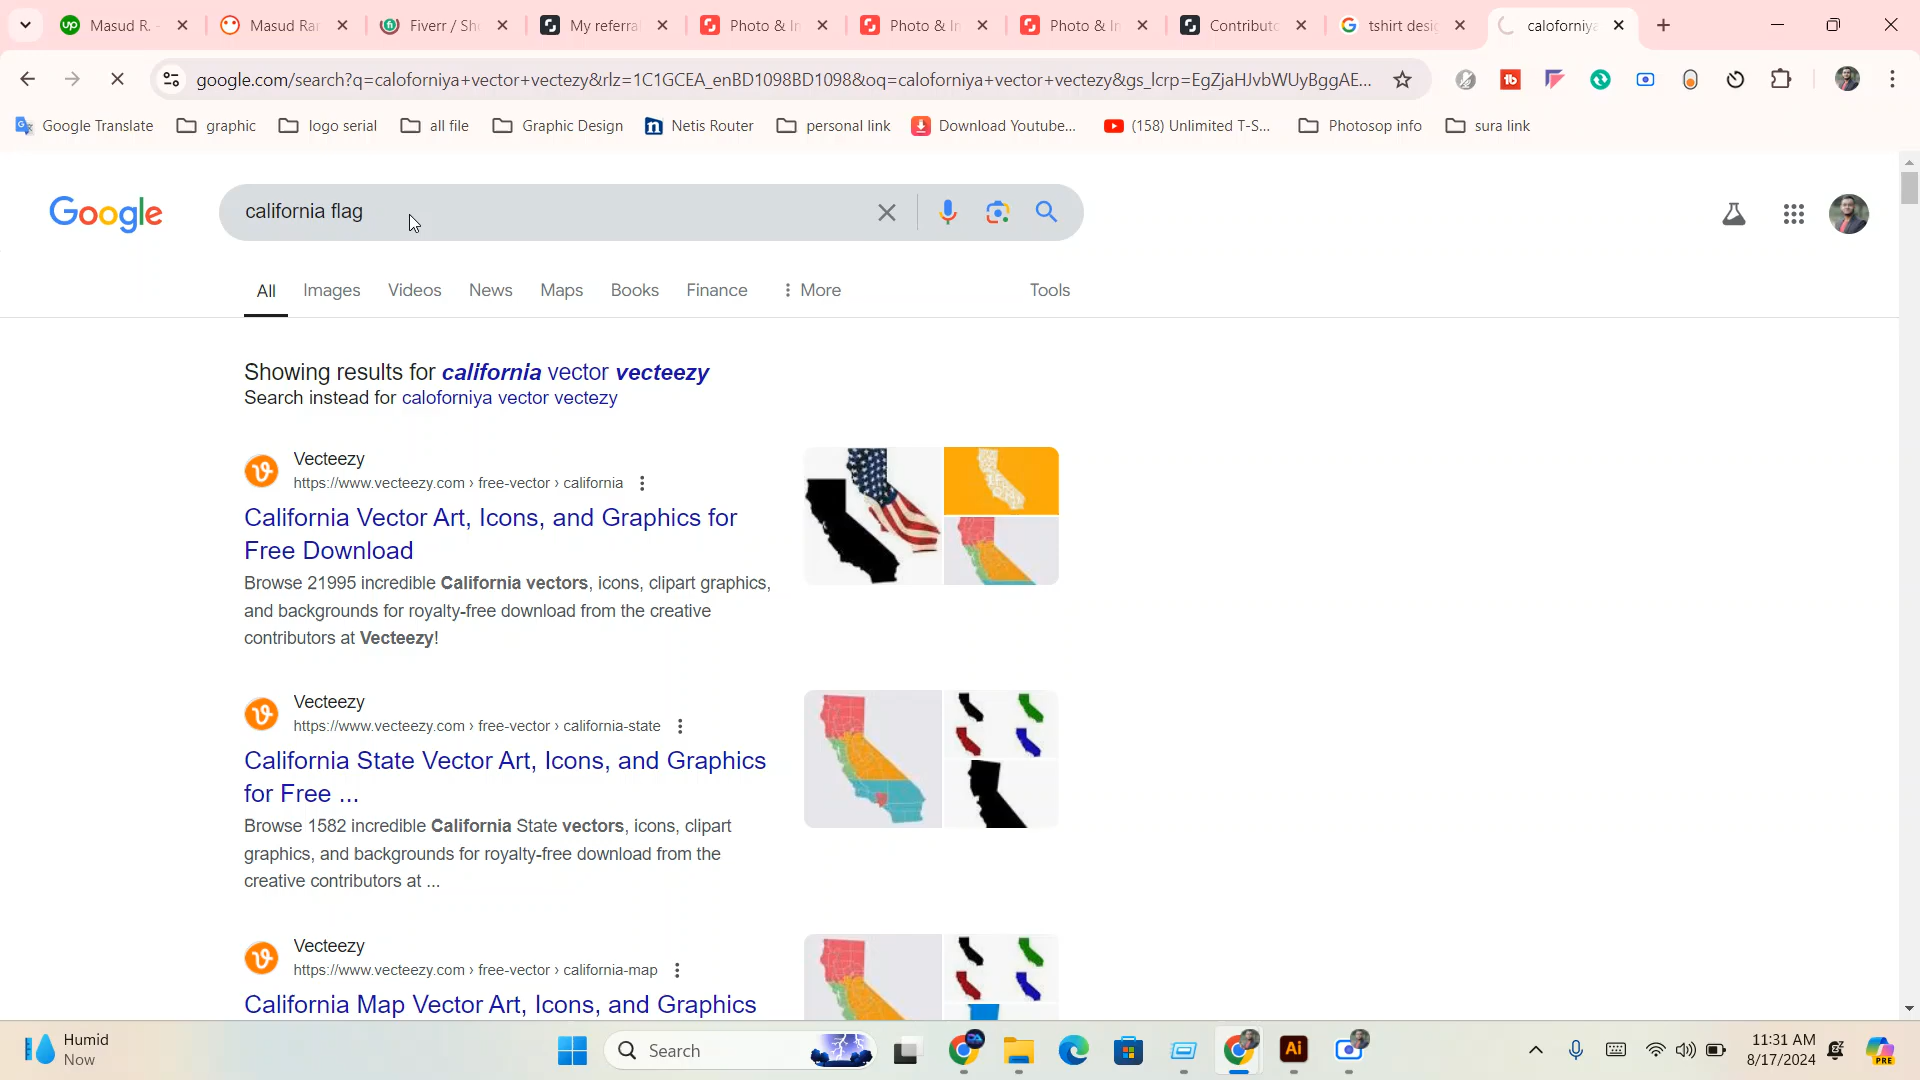 Masud R. -
Masud Rar
Fiverr / Sh
My referra
Photo & In
Photo & In
Photo & In
Contributo
tshirt desi
caloforniya
google.com/search?q=caloforniya+vector+vectezy&rlz=1C1GCEA_enBD1098BD1098&oq=caloforniya+vector+vectezy&gs_lcrp=EgZjaHJvbWUyBggAE...
Google Translate
graphic
logo serial
all file
Graphic Design
Netis Router
personal link
Download Youtube...
(158) Unlimited T-S...
Photosop info
sura link
Google
california flag
All
Images
Videos
News
Maps
Books
Finance
More
Tools
Showing results for california vector vecteezy
Search instead for caloforniya vector vectezy
Vecteezy
https://www.vecteezy.com › free-vector › california
California Vector Art, Icons, and Graphics for
Free Download
Browse 21995 incredible California vectors, icons, clipart graphics,
and backgrounds for royalty-free download from the creative
contributors at Vecteezy!
Vecteezy
https://www.vecteezy.com › free-vector › california-state
California State Vector Art, Icons, and Graphics
for Free ...
Browse 1582 incredible California State vectors, icons, clipart
graphics, and backgrounds for royalty-free download from the
creative contributors at ...
Vecteezy
https://www.vecteezy.com › free-vector › california-map
California Map Vector Art, Icons, and Graphics
Humid
Now
Search
Ai
11:31 AM
8/17/2024
PRE